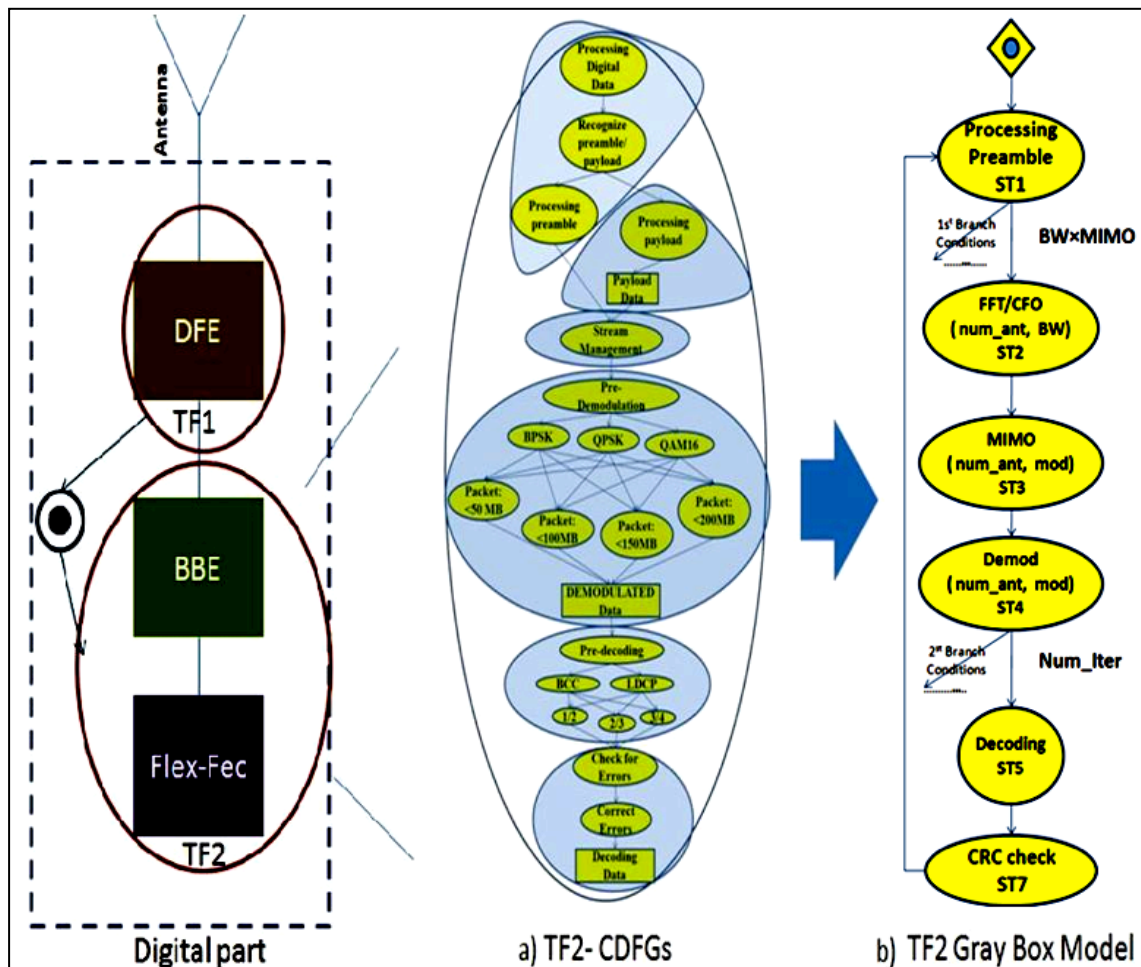 Antenna
DFE
TF1
BBE
Flex-Fec
TF2
Digital part
Processing
Digital
Data
Recognize
preamble/
payload
Processing
preamble
Processing
payload
Payload
Data
Stream
Management
Pre-
Demodulation
BPSK
QPSK
QAM16
Packet:
<50 MB
Packet:
<100MB
Packet:
<150MB
Packet:
<200MB
DEMODULATED
Data
Pre-decoding
BCC
LDCP
1/2
2/3
3/4
Check for
Errors
Correct
Errors
Decoding
Data
a) TF2- CDFGs
Processing
Preamble
ST1
1st Branch
Conditions
...
BW×MIMO
FFT/CFO
(num_ant, BW)
ST2
MIMO
(num_ant, mod)
ST3
Demod
(num_ant, mod)
ST4
2st Branch
Conditions
...
Num_Iter
Decoding
ST5
CRC check
ST7
b) TF2 Gray Box Model